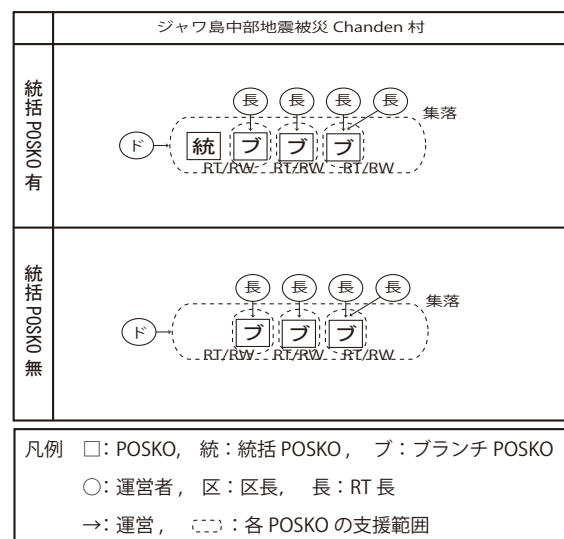 ジャワ島中部地震被災 Chanden 村
統括 POSKO 有
長 長 長 長
集落
ド 統 ブ ブ ブ
RT/RW RT/RW RT/RW
統括 POSKO 無
長 長 長 長
集落
ド ブ ブ ブ
RT/RW RT/RW RT/RW
凡例 □：POSKO, 統：統括 POSKO , ブ：ブランチ POSKO
○：運営者 , 区：区長, 長：RT 長
→：運営 , ：各 POSKO の支援範囲